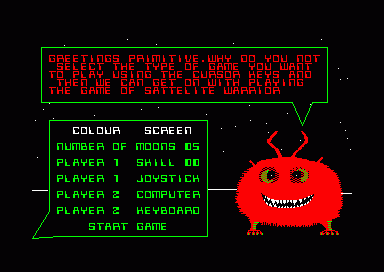 GREETINGS PRIMITIVE.WHY DO YOU NOT
SELECT THE TYPE OF GAME YOU WANT
TO PLAY USING THE CURSOR KEYS AND
THEN WE CAN GET ON WITH PLAYING
THE GAME OF SATTELITE WARRIOR
COLOUR SCREEN
NUMBER OF MOONS 05
PLAYER 1 SKILL 00
PLAYER 1 JOYSTICK
PLAYER 2 COMPUTER
PLAYER 2 KEYBOARD
START GAME